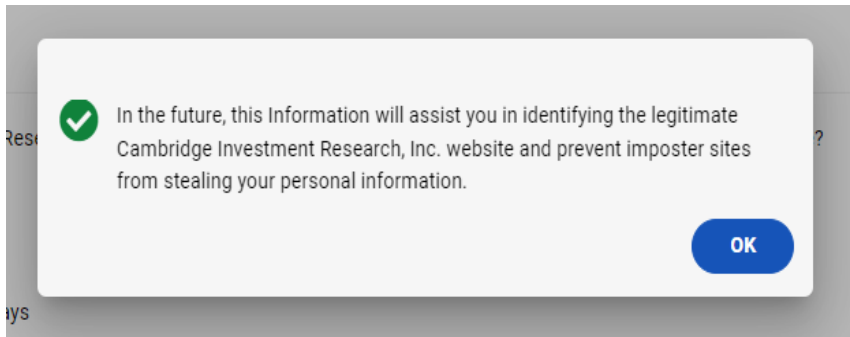 In the future, this Information will assist you in identifying the legitimate
Cambridge Investment Research, Inc. website and prevent imposter sites
from stealing your personal information.
?
OK